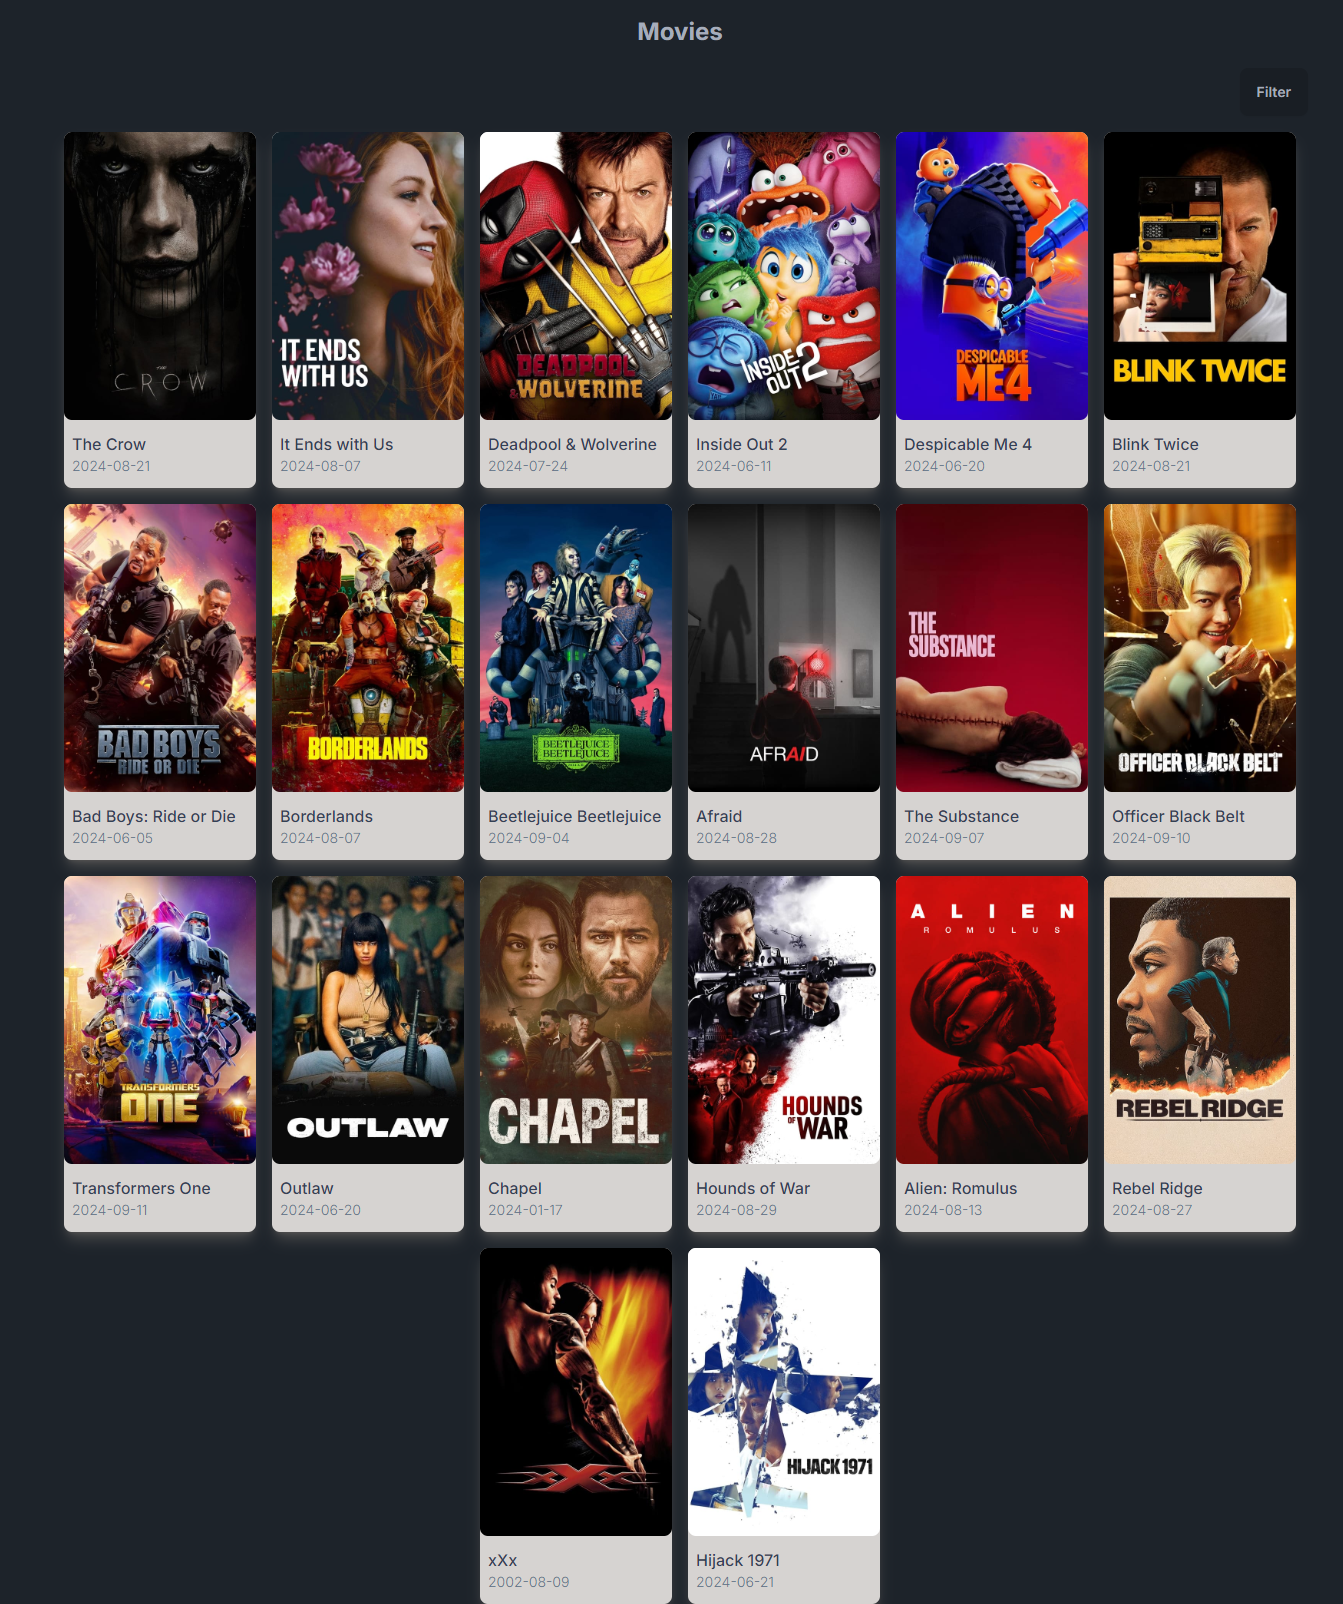 Movies
Filter
THE
CROW
IT ENDS
WITH US
DEADPOOL
& WOLVERINE
INSIDE
OUT 2
DESPICABLE
ME 4
BLINK TWICE
The Crow
2024-08-21
It Ends with Us
2024-08-07
Deadpool & Wolverine
2024-07-24
Inside Out 2
2024-06-11
Despicable Me 4
2024-06-20
Blink Twice
2024-08-21
BAD BOYS
RIDE OR DIE
BORDERLANDS
BEETLEJUICE
BEETLEJUICE
AFRAID
THE
SUBSTANCE
OFFICER BLACK BELT
Bad Boys: Ride or Die
2024-06-05
Borderlands
2024-08-07
Beetlejuice Beetlejuice
2024-09-04
Afraid
2024-08-28
The Substance
2024-09-07
Officer Black Belt
2024-09-10
TRANSFORMERS
ONE
OUTLAW
CHAPEL
HOUNDS
OF WAR
ALIEN
ROMULUS
REBEL RIDGE
Transformers One
2024-09-11
Outlaw
2024-06-20
Chapel
2024-01-17
Hounds of War
2024-08-29
Alien: Romulus
2024-08-13
Rebel Ridge
2024-08-27
xXx
HIJACK 1971
xXx
2002-08-09
Hijack 1971
2024-06-21